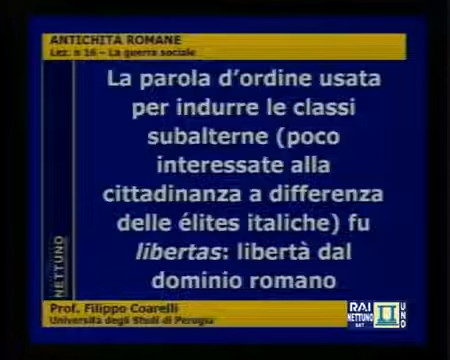 ANTICHITÀ ROMANE
Lez. n 16 - La guerra sociale
La parola d'ordine usata
per indurre le classi
subalterne (poco
interessate alla
cittadinanza a differenza
delle élites italiche) fu
libertas: libertà dal
dominio romano
NETTUNO
Prof. Filippo Coarelli
Università degli Studi di Perugia
RAI
NETTUNO
SAT
UNO